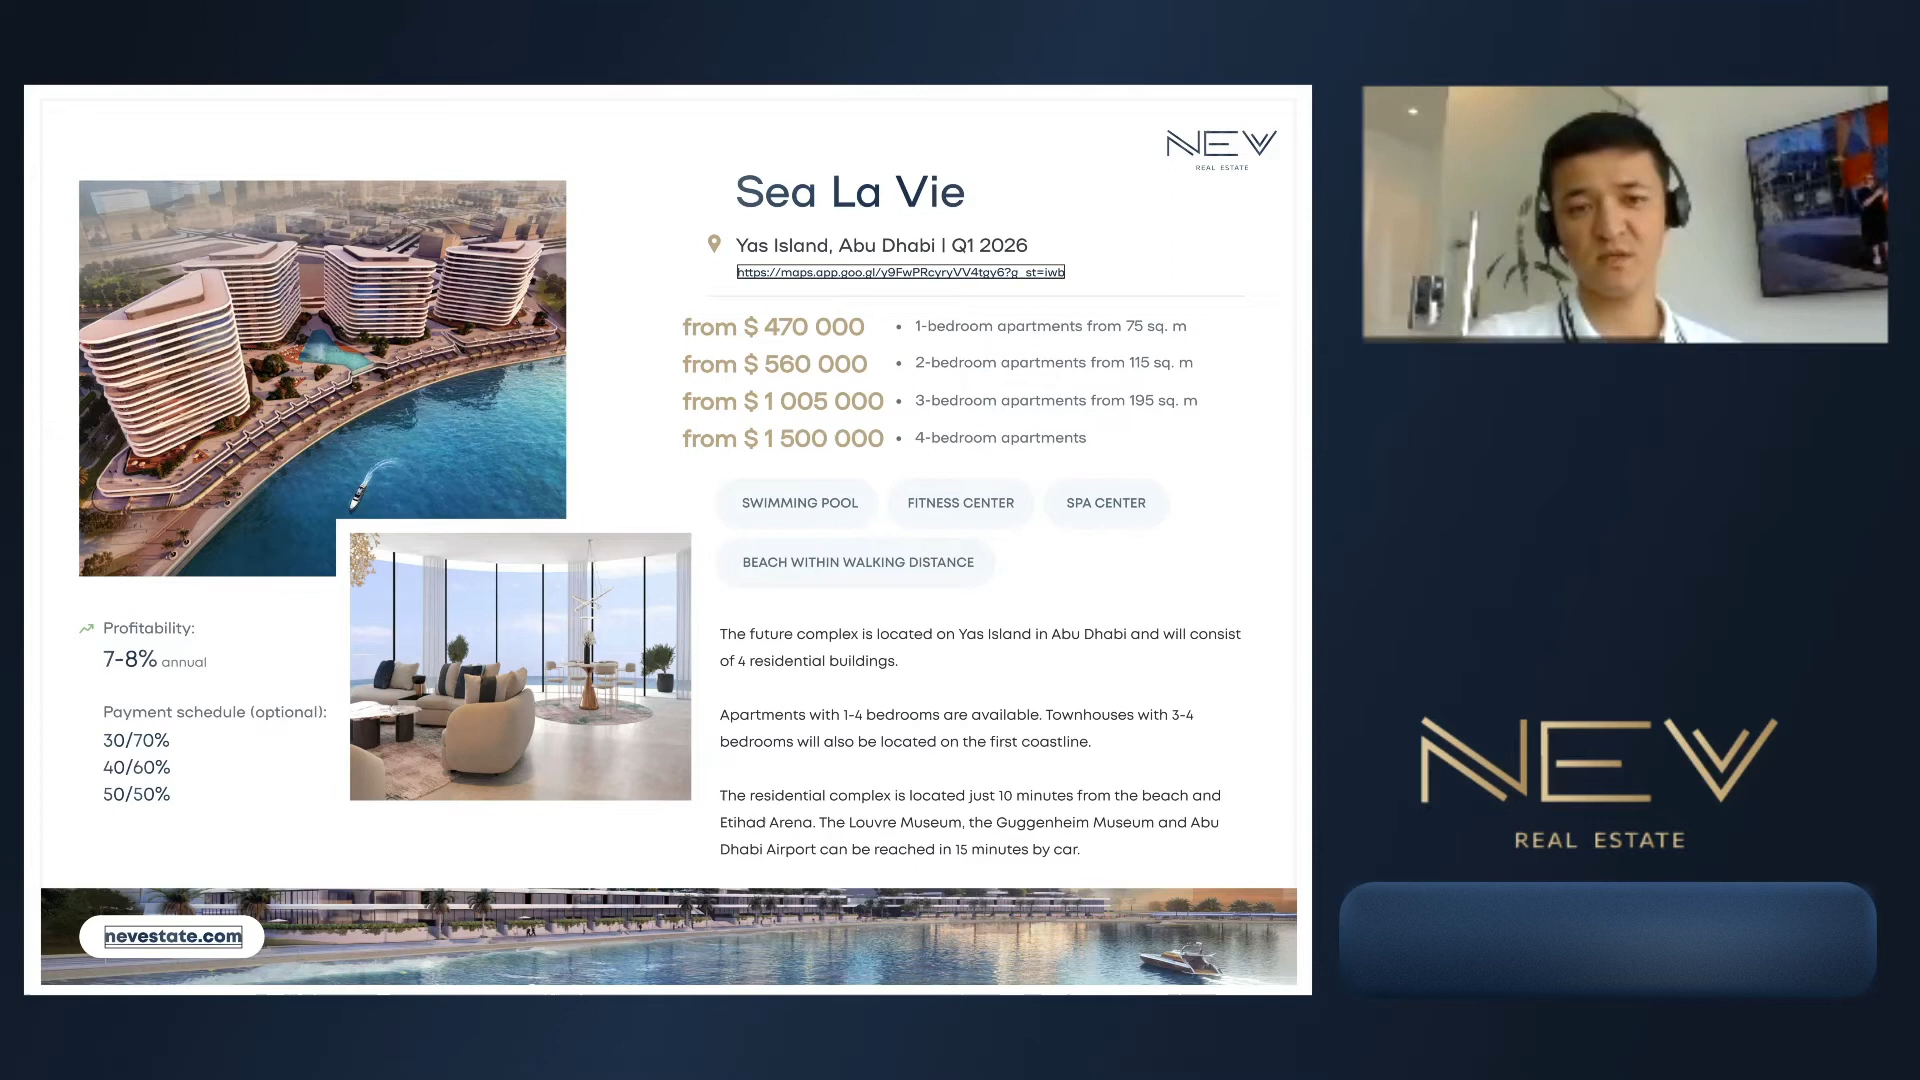 NEV
REAL ESTATE
Sea La Vie
Yas Island, Abu Dhabi | Q1 2026
https://maps.app.goo.gl/y9FwPRcyryVV4tgy6?g_st=iwb
from $ 470 000 • 1-bedroom apartments from 75 sq. m
from $ 560 000 • 2-bedroom apartments from 115 sq. m
from $ 1 005 000 • 3-bedroom apartments from 195 sq. m
from $ 1 500 000 • 4-bedroom apartments
SWIMMING POOL
FITNESS CENTER
SPA CENTER
BEACH WITHIN WALKING DISTANCE
Profitability:
7-8% annual
Payment schedule (optional):
30/70%
40/60%
50/50%
The future complex is located on Yas Island in Abu Dhabi and will consist
of 4 residential buildings.
Apartments with 1-4 bedrooms are available. Townhouses with 3-4
bedrooms will also be located on the first coastline.
The residential complex is located just 10 minutes from the beach and
Etihad Arena. The Louvre Museum, the Guggenheim Museum and Abu
Dhabi Airport can be reached in 15 minutes by car.
nevestate.com
NEV
REAL ESTATE